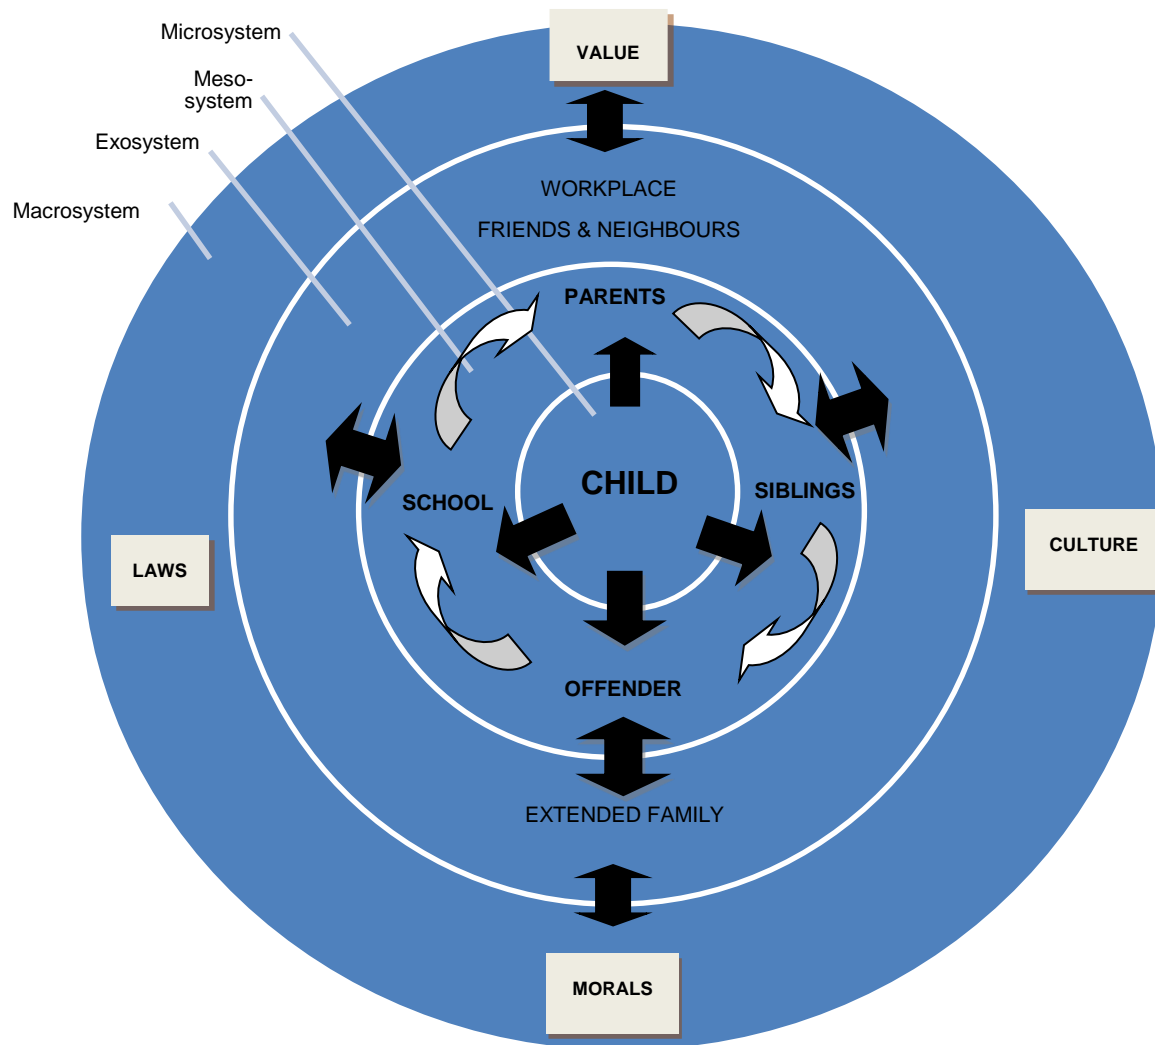 Microsystem
VALUE
Meso-
system
Exosystem
WORKPLACE
Macrosystem
FRIENDS & NEIGHBOURS
PARENTS
CHILD
SCHOOL
SIBLINGS
CULTURE
LAWS
OFFENDER
EXTENDED FAMILY
MORALS